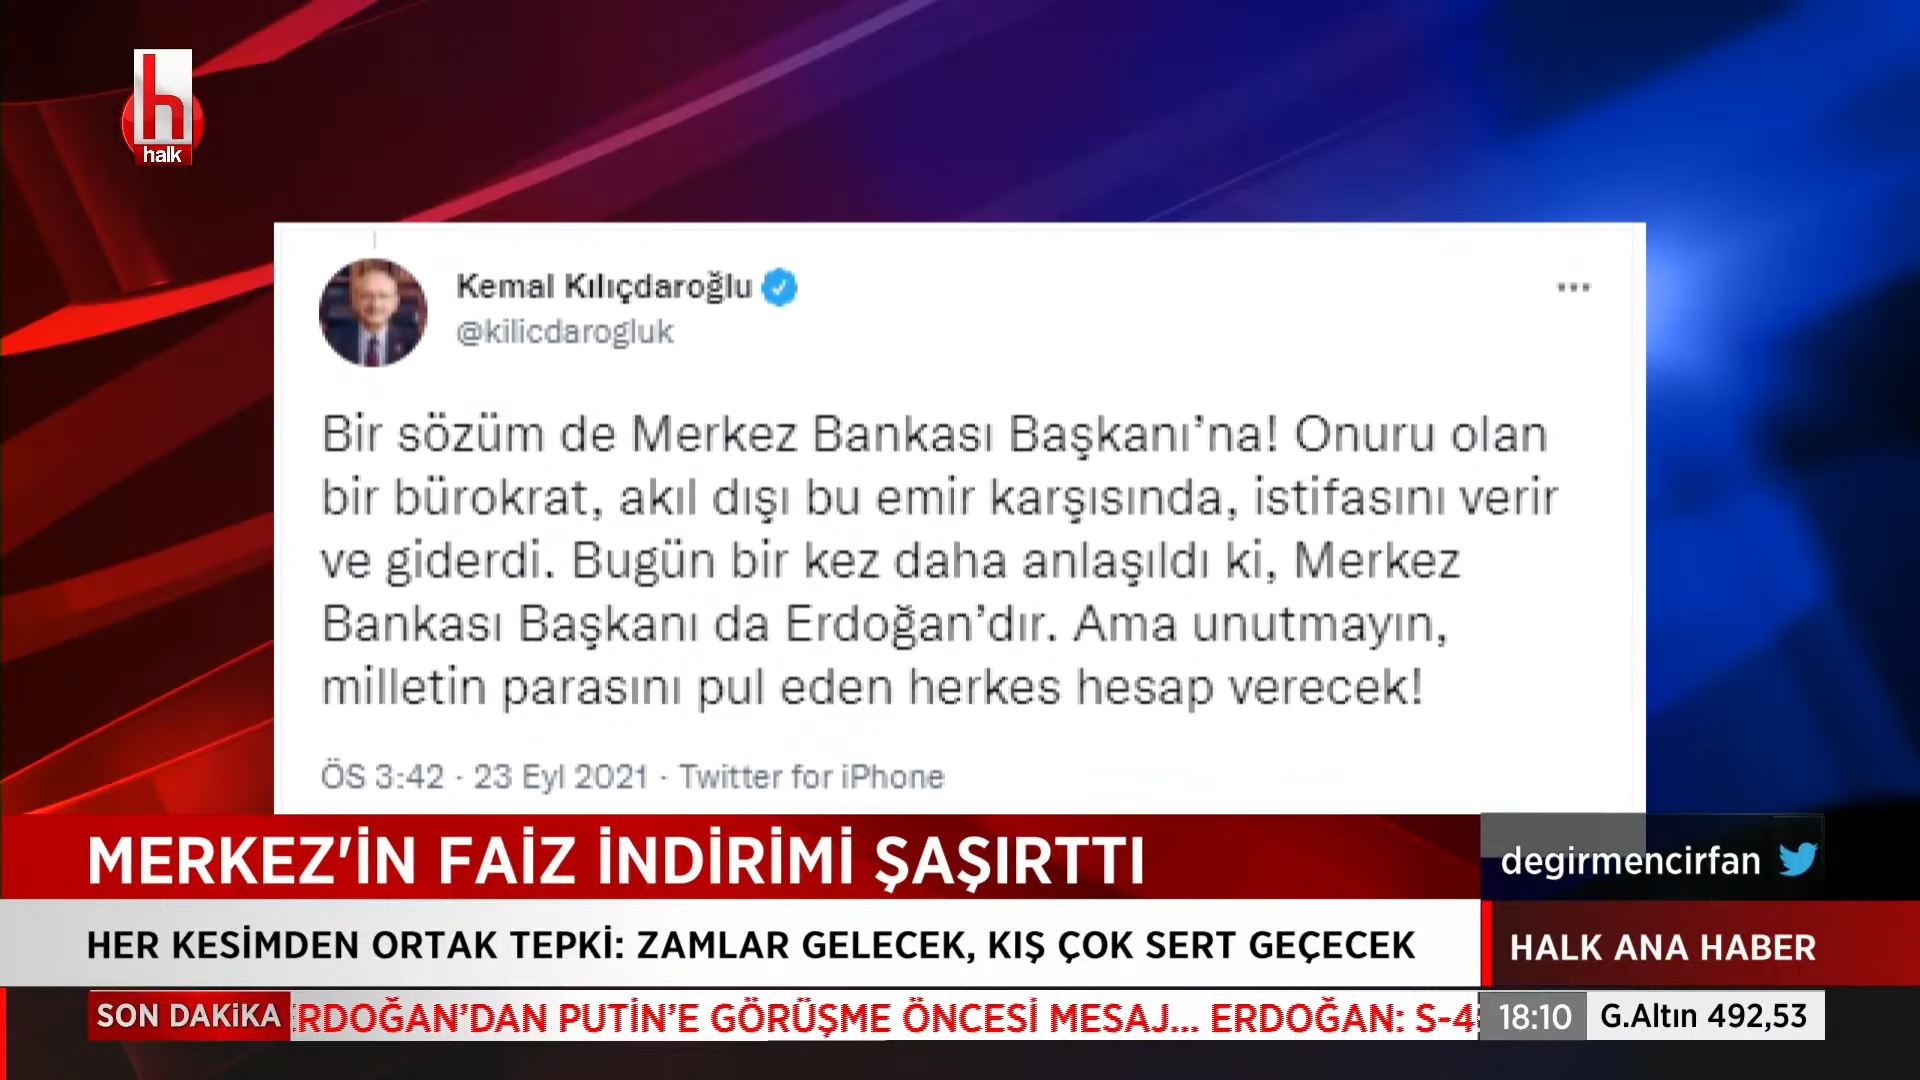 h
halk
Kemal Kılıçdaroğlu
@kilicdarogluk
Bir sözüm de Merkez Bankası Başkanı’na! Onuru olan
bir bürokrat, akıl dışı bu emir karşısında, istifasını verir
ve giderdi. Bugün bir kez daha anlaşıldı ki, Merkez
Bankası Başkanı da Erdoğan’dır. Ama unutmayın,
milletin parasını pul eden herkes hesap verecek!
ÖS 3:42 · 23 Eyl 2021 · Twitter for iPhone
MERKEZ'İN FAİZ İNDİRİMİ ŞAŞIRTTI
degirmencirfan
HER KESİMDEN ORTAK TEPKİ: ZAMLAR GELECEK, KIŞ ÇOK SERT GEÇECEK
HALK ANA HABER
SON DAKiKA
ERDOĞAN’DAN PUTİN’E GÖRÜŞME ÖNCESİ MESAJ... ERDOĞAN: S-4
18:10
G.Altın 492,53